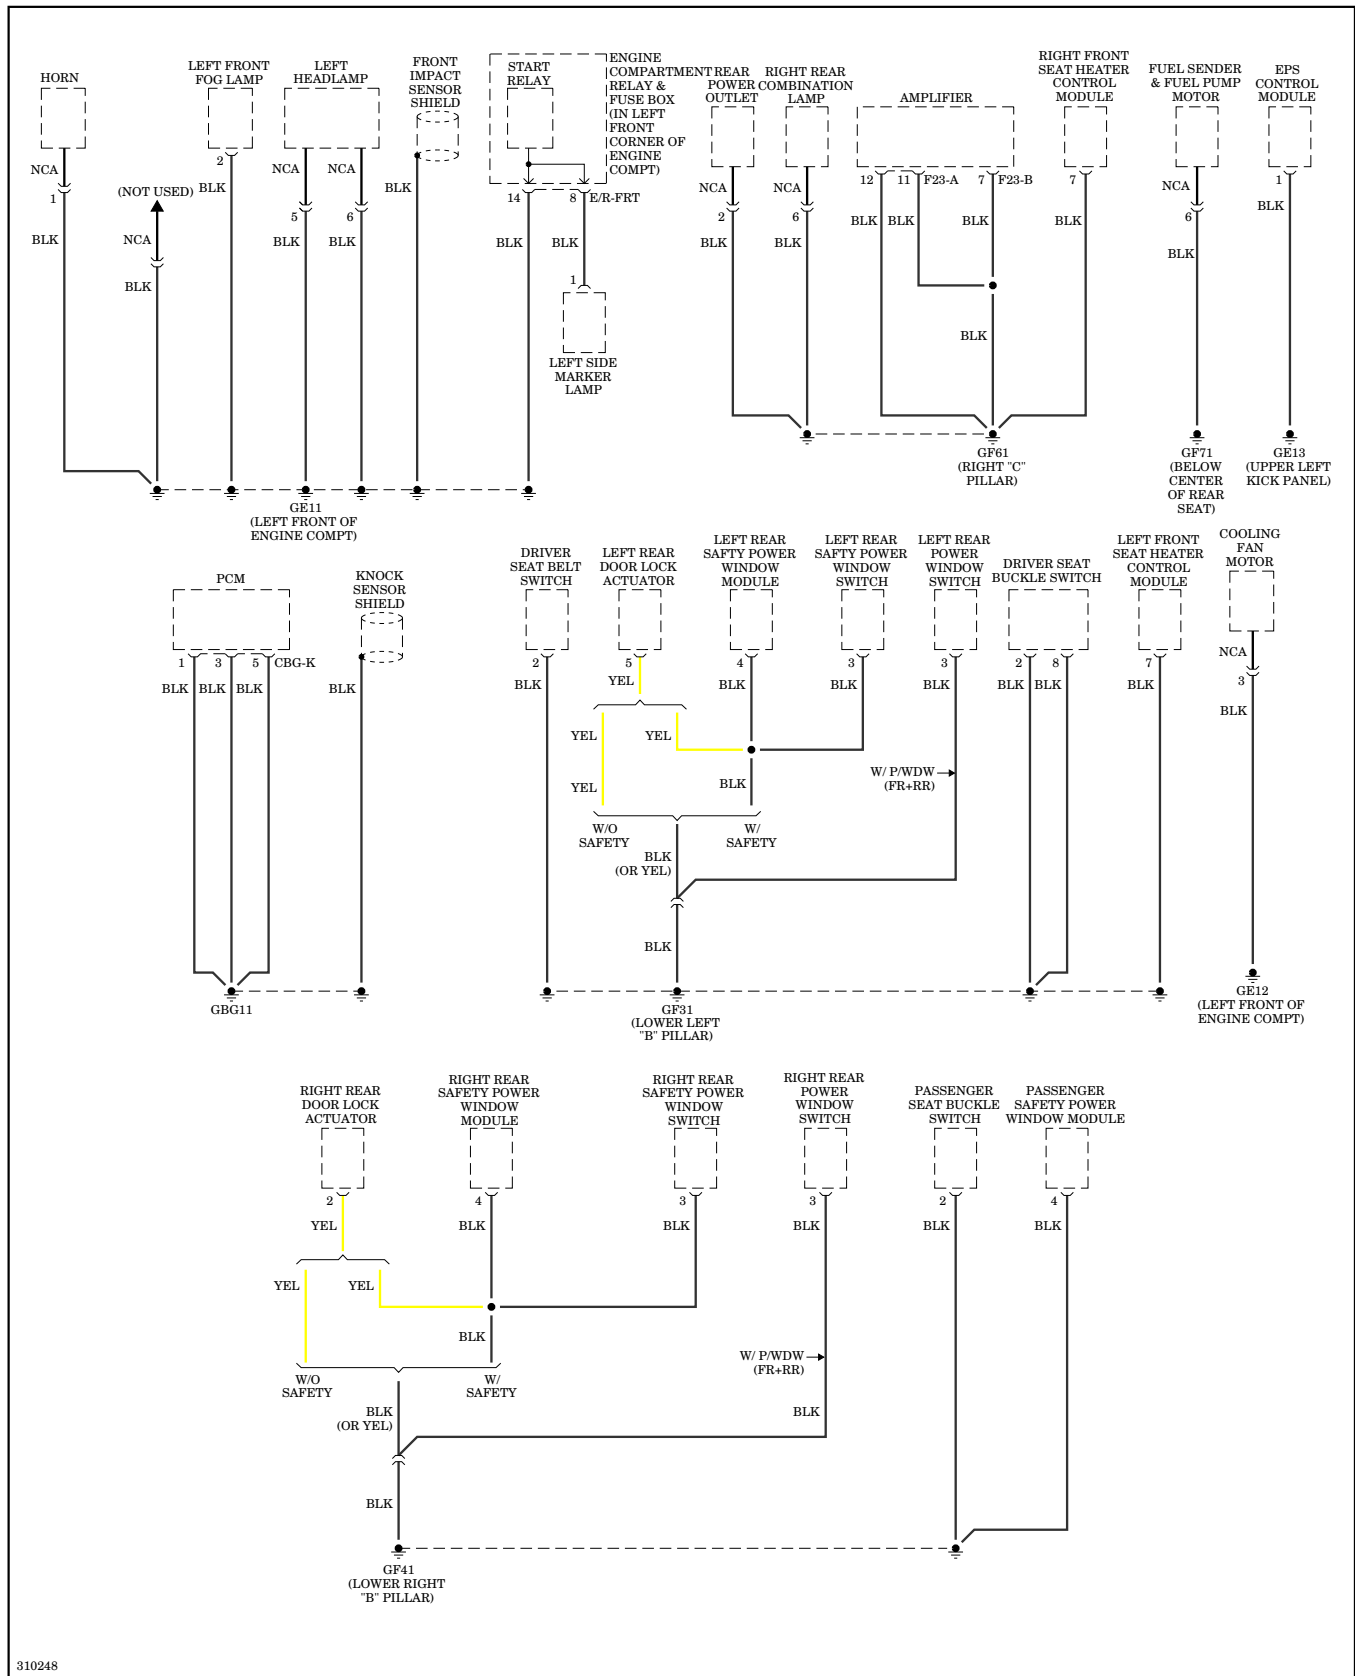 HORN
LEFT FRONT
FOG LAMP
LEFT
HEADLAMP
FRONT
IMPACT
SENSOR
SHIELD
START
RELAY
ENGINE
COMPARTMENT
RELAY &
FUSE BOX
(IN LEFT
FRONT
CORNER OF
ENGINE
COMPT)
REAR
POWER
OUTLET
RIGHT REAR
COMBINATION
LAMP
AMPLIFIER
RIGHT FRONT
SEAT HEATER
CONTROL
MODULE
FUEL SENDER
& FUEL PUMP
MOTOR
EPS
CONTROL
MODULE
NCA
1
BLK
(NOT USED)
NCA
BLK
2
BLK
NCA
NCA
5
6
BLK
BLK
BLK
14
8
E/R-FRT
BLK
BLK
1
LEFT SIDE
MARKER
LAMP
NCA
2
BLK
NCA
6
BLK
12
11
F23-A
7
F23-B
BLK
BLK
BLK
BLK
7
BLK
NCA
6
BLK
1
BLK
GE11
(LEFT FRONT OF
ENGINE COMPT)
GF61
(RIGHT "C"
PILLAR)
GF71
(BELOW
CENTER
OF REAR
SEAT)
GE13
(UPPER LEFT
KICK PANEL)
PCM
KNOCK
SENSOR
SHIELD
DRIVER
SEAT BELT
SWITCH
LEFT REAR
DOOR LOCK
ACTUATOR
LEFT REAR
SAFTY POWER
WINDOW
MODULE
LEFT REAR
SAFTY POWER
WINDOW
SWITCH
LEFT REAR
POWER
WINDOW
SWITCH
DRIVER SEAT
BUCKLE SWITCH
LEFT FRONT
SEAT HEATER
CONTROL
MODULE
COOLING
FAN
MOTOR
1
3
5
CBG-K
BLK
BLK
BLK
BLK
2
BLK
5
YEL
YEL
YEL
YEL
4
BLK
BLK
3
BLK
3
BLK
W/ P/WDW
(FR+RR)
2
8
BLK
BLK
7
BLK
NCA
3
BLK
W/O
SAFETY
W/
SAFETY
BLK
(OR YEL)
BLK
GBG11
GF31
(LOWER LEFT
"B" PILLAR)
GE12
(LEFT FRONT OF
ENGINE COMPT)
RIGHT REAR
DOOR LOCK
ACTUATOR
RIGHT REAR
SAFETY POWER
WINDOW
MODULE
RIGHT REAR
SAFETY POWER
WINDOW
SWITCH
RIGHT REAR
POWER
WINDOW
SWITCH
PASSENGER
SEAT BUCKLE
SWITCH
PASSENGER
SAFETY POWER
WINDOW MODULE
2
4
3
3
2
4
YEL
BLK
BLK
BLK
BLK
BLK
YEL
YEL
BLK
W/ P/WDW
(FR+RR)
W/O
SAFETY
W/
SAFETY
BLK
(OR YEL)
BLK
BLK
GF41
(LOWER RIGHT
"B" PILLAR)
310248